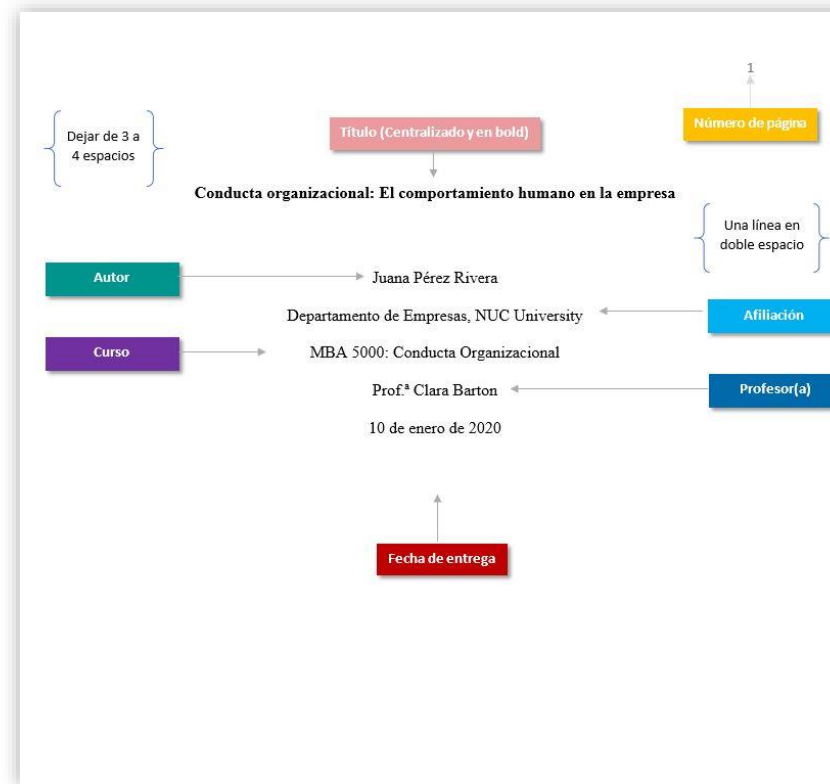 1
Dejar de 3 a
4 espacios
Título (Centralizado y en bold)
Número de página
Conducta organizacional: El comportamiento humano en la empresa
Una línea en
doble espacio
Autor
Juana Pérez Rivera
Departamento de Empresas, NUC University
Afiliación
Curso
MBA 5000: Conducta Organizacional
Prof.ª Clara Barton
Profesor(a)
10 de enero de 2020
Fecha de entrega